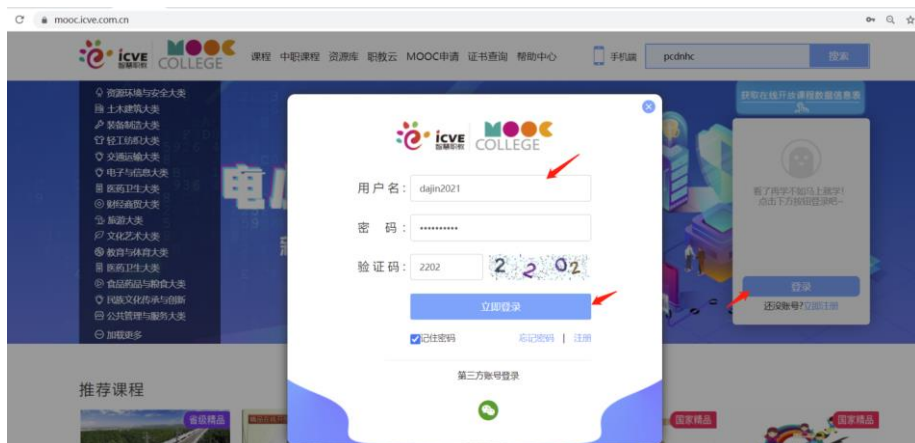 mooc.icve.com.cn
icve 智慧职教 MOOC COLLEGE 课程 中职课程 资源库 职教云 MOOC申请 证书查询 帮助中心 手机端 pcdnhc 搜索
资源环境与安全大类
土木建筑大类
装备制造大类
轻工纺织大类
交通运输大类
电子与信息大类
医药卫生大类
财经商贸大类
旅游大类
文化艺术大类
教育与体育大类
医药卫生大类
食品药品与粮食大类
民族文化传承与创新
公共管理与服务大类
加载更多
电
icve 智慧职教 MOOC COLLEGE
用户名: dajin2021
密 码: ••••••••••
验证码: 2202 2202
立即登录
记住密码 忘记密码 | 注册
第三方账号登录
获取在线开放课程数据信息表
看了再学不如马上就学!
点击下方按钮登录吧~
登录
还没账号?立即注册
推荐课程
省级精品
国家精品
国家精品